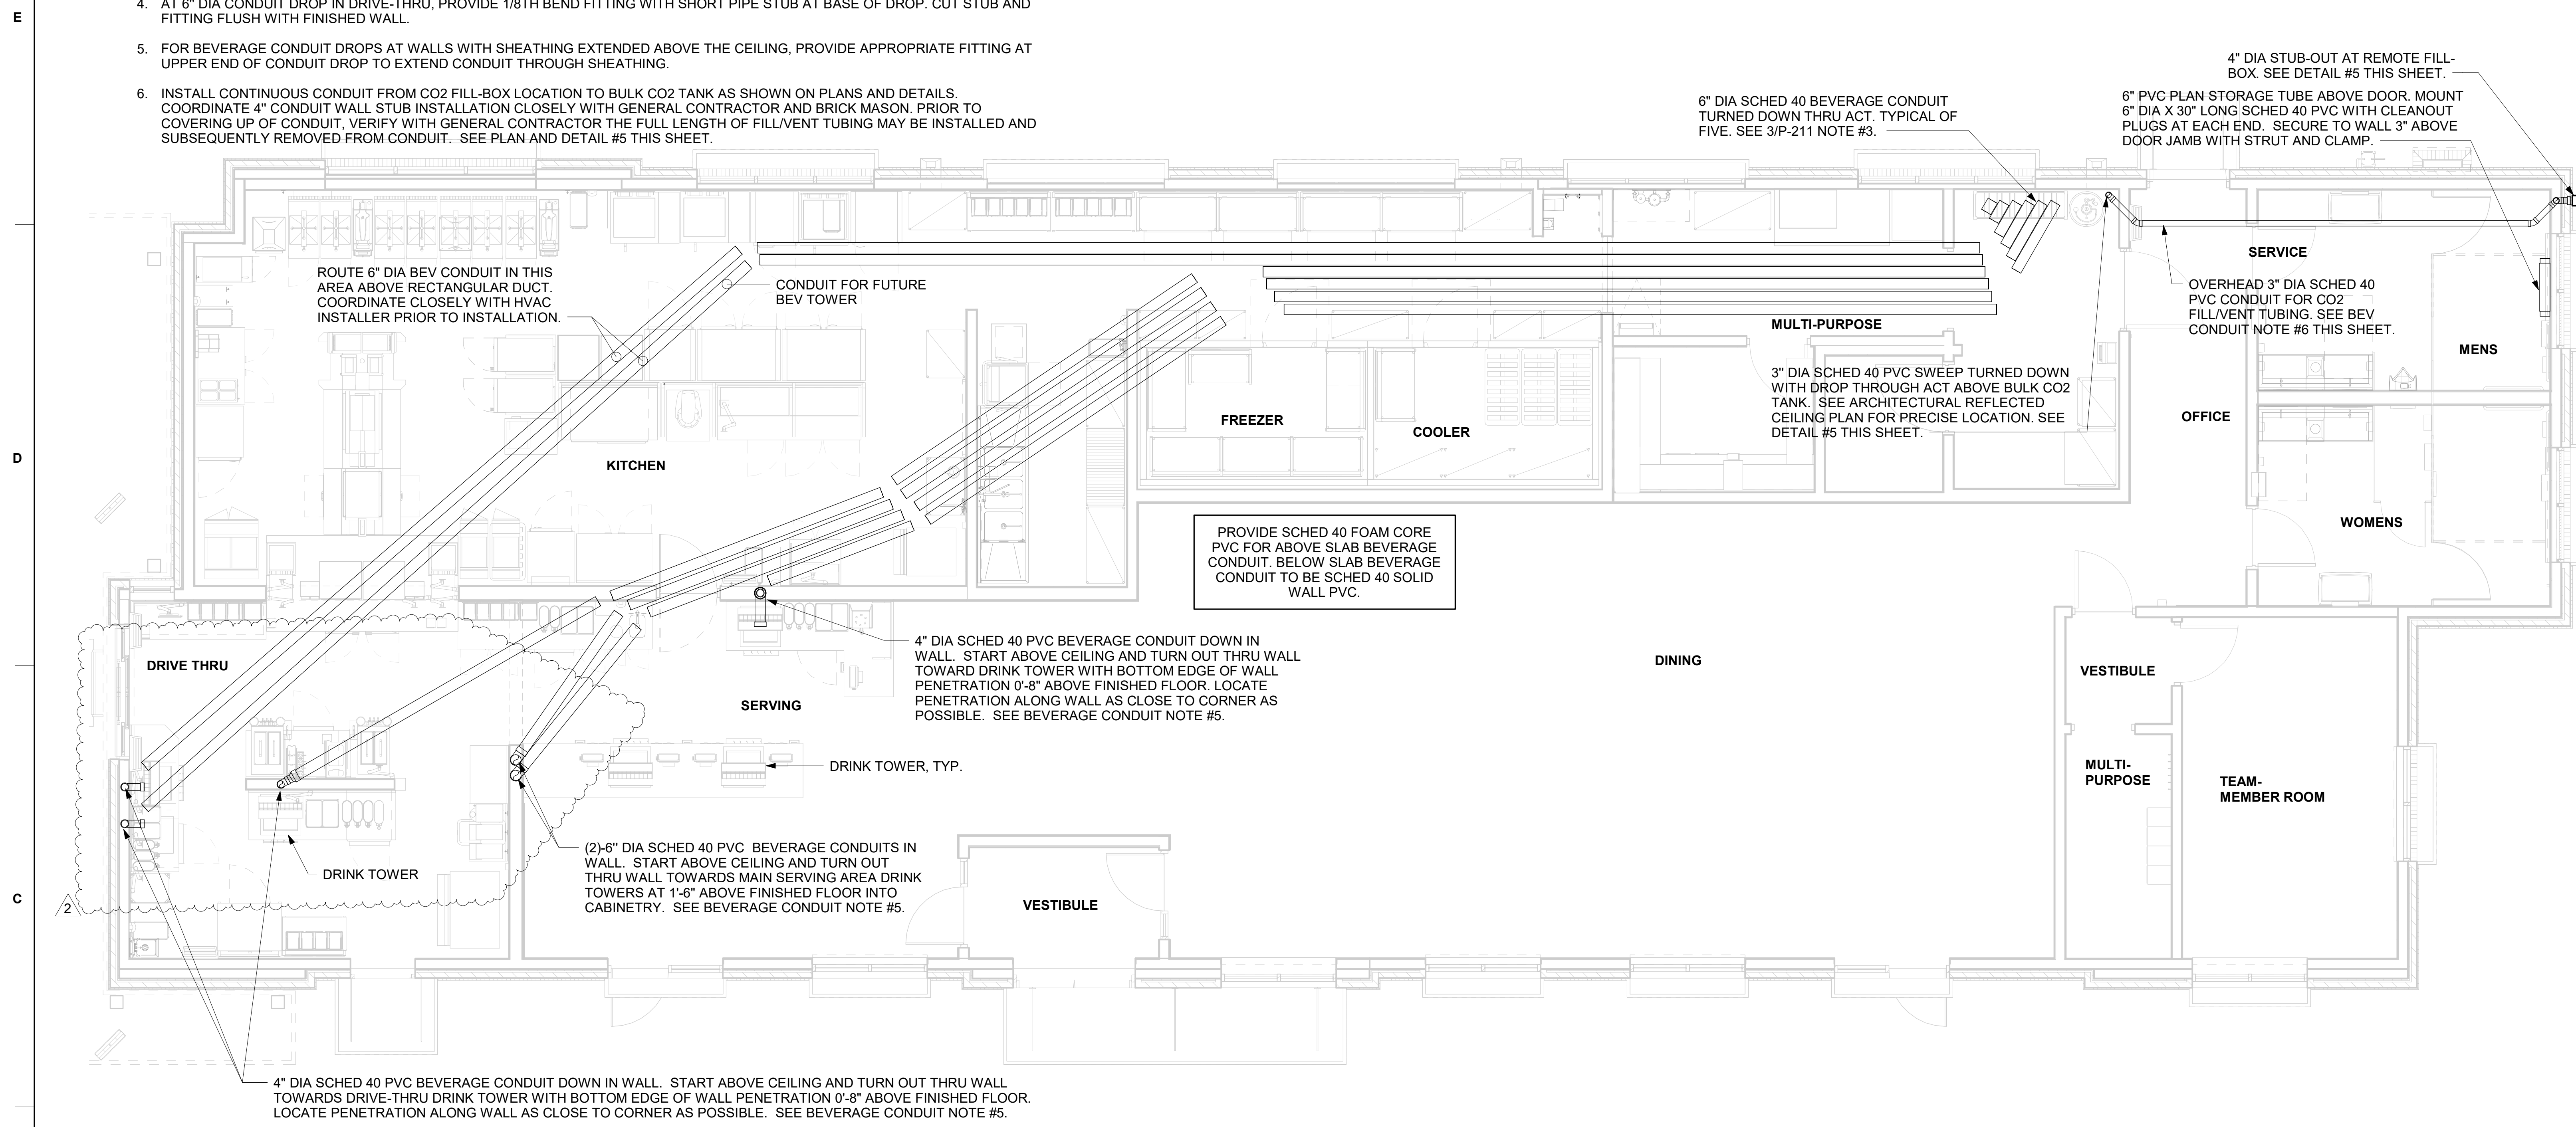 E
4. AT 6" DIA CONDUIT DROP IN DRIVE-THRU, PROVIDE 1/8TH BEND FITTING WITH SHORT PIPE STUB AT BASE OF DROP. CUT STUB AND
FITTING FLUSH WITH FINISHED WALL.
5. FOR BEVERAGE CONDUIT DROPS AT WALLS WITH SHEATHING EXTENDED ABOVE THE CEILING, PROVIDE APPROPRIATE FITTING AT
UPPER END OF CONDUIT DROP TO EXTEND CONDUIT THROUGH SHEATHING.
6. INSTALL CONTINUOUS CONDUIT FROM CO2 FILL-BOX LOCATION TO BULK CO2 TANK AS SHOWN ON PLANS AND DETAILS.
COORDINATE 4" CONDUIT WALL STUB INSTALLATION CLOSELY WITH GENERAL CONTRACTOR AND BRICK MASON. PRIOR TO
COVERING UP OF CONDUIT, VERIFY WITH GENERAL CONTRACTOR THE FULL LENGTH OF FILL/VENT TUBING MAY BE INSTALLED AND
SUBSEQUENTLY REMOVED FROM CONDUIT. SEE PLAN AND DETAIL #5 THIS SHEET.
4" DIA STUB-OUT AT REMOTE FILL-
BOX. SEE DETAIL #5 THIS SHEET.
6" DIA SCHED 40 BEVERAGE CONDUIT
TURNED DOWN THRU ACT. TYPICAL OF
FIVE. SEE 3/P-211 NOTE #3.
6" PVC PLAN STORAGE TUBE ABOVE DOOR. MOUNT
6" DIA X 30" LONG SCHED 40 PVC WITH CLEANOUT
PLUGS AT EACH END. SECURE TO WALL 3" ABOVE
DOOR JAMB WITH STRUT AND CLAMP.
ROUTE 6" DIA BEV CONDUIT IN THIS
AREA ABOVE RECTANGULAR DUCT.
COORDINATE CLOSELY WITH HVAC
INSTALLER PRIOR TO INSTALLATION.
CONDUIT FOR FUTURE
BEV TOWER
SERVICE
OVERHEAD 3" DIA SCHED 40
PVC CONDUIT FOR CO2
FILL/VENT TUBING. SEE BEV
CONDUIT NOTE #6 THIS SHEET.
MULTI-PURPOSE
MENS
3" DIA SCHED 40 PVC SWEEP TURNED DOWN
WITH DROP THROUGH ACT ABOVE BULK CO2
TANK. SEE ARCHITECTURAL REFLECTED
CEILING PLAN FOR PRECISE LOCATION. SEE
DETAIL #5 THIS SHEET.
FREEZER
COOLER
OFFICE
D
KITCHEN
WOMENS
PROVIDE SCHED 40 FOAM CORE
PVC FOR ABOVE SLAB BEVERAGE
CONDUIT. BELOW SLAB BEVERAGE
CONDUIT TO BE SCHED 40 SOLID
WALL PVC.
4" DIA SCHED 40 PVC BEVERAGE CONDUIT DOWN IN
WALL. START ABOVE CEILING AND TURN OUT THRU WALL
TOWARD DRINK TOWER WITH BOTTOM EDGE OF WALL
PENETRATION 0'-8" ABOVE FINISHED FLOOR. LOCATE
PENETRATION ALONG WALL AS CLOSE TO CORNER AS
POSSIBLE. SEE BEVERAGE CONDUIT NOTE #5.
DRIVE THRU
DINING
VESTIBULE
SERVING
DRINK TOWER, TYP.
MULTI-
PURPOSE
TEAM-
MEMBER ROOM
(2)-6" DIA SCHED 40 PVC BEVERAGE CONDUITS IN
WALL. START ABOVE CEILING AND TURN OUT
THRU WALL TOWARDS MAIN SERVING AREA DRINK
TOWERS AT 1'-6" ABOVE FINISHED FLOOR INTO
CABINETRY. SEE BEVERAGE CONDUIT NOTE #5.
DRINK TOWER
C
2
VESTIBULE
4" DIA SCHED 40 PVC BEVERAGE CONDUIT DOWN IN WALL. START ABOVE CEILING AND TURN OUT THRU WALL
TOWARDS DRIVE-THRU DRINK TOWER WITH BOTTOM EDGE OF WALL PENETRATION 0'-8" ABOVE FINISHED FLOOR.
LOCATE PENETRATION ALONG WALL AS CLOSE TO CORNER AS POSSIBLE. SEE BEVERAGE CONDUIT NOTE #5.